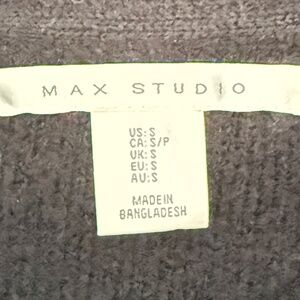 MAX STUDIO
US: S
CA: S/P
UK: S
EU: S
AU: S
MADE IN
BANGLADESH